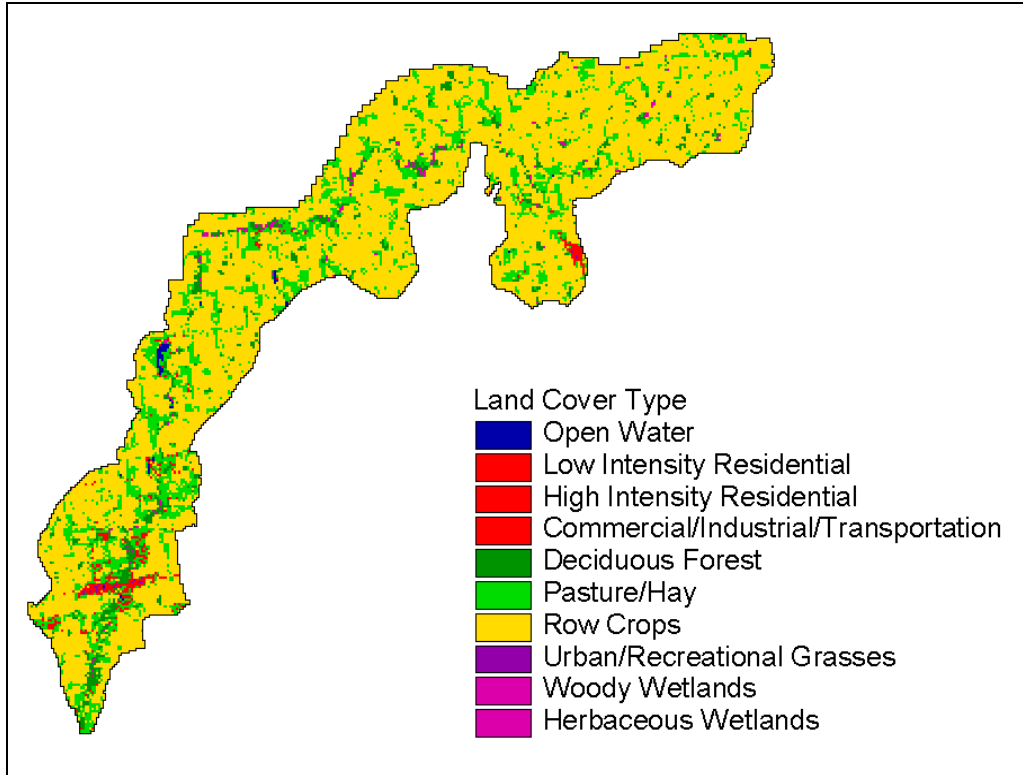 Land Cover Type
Open Water
Low Intensity Residential
High Intensity Residential
Commercial/Industrial/Transportation
Deciduous Forest
Pasture/Hay
Row Crops
Urban/Recreational Grasses
Woody Wetlands
Herbaceous Wetlands